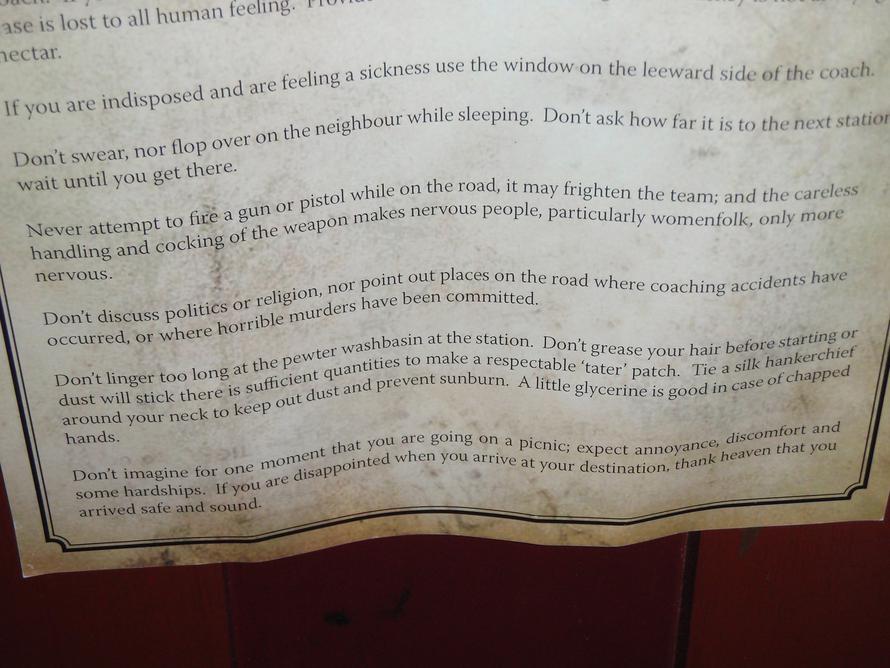 ase is lost to all human feeling.
nectar.
If you are indisposed and are feeling a sickness use the window on the leeward side of the coach.
Don't swear, nor flop over on the neighbour while sleeping. Don't ask how far it is to the next station
wait until you get there.
Never attempt to fire a gun or pistol while on the road, it may frighten the team; and the careless
handling and cocking of the weapon makes nervous people, particularly womenfolk, only more
nervous.
Don't discuss politics or religion, nor point out places on the road where coaching accidents have
occurred, or where horrible murders have been committed.
Don't linger too long at the pewter washbasin at the station. Don't grease your hair before starting or
dust will stick there is sufficient quantities to make a respectable 'tater' patch. Tie a silk hankerchief
around your neck to keep out dust and prevent sunburn. A little glycerine is good in case of chapped
hands.
Don't imagine for one moment that you are going on a picnic; expect annoyance, discomfort and
some hardships. If you are disappointed when you arrive at your destination, thank heaven that you
arrived safe and sound.